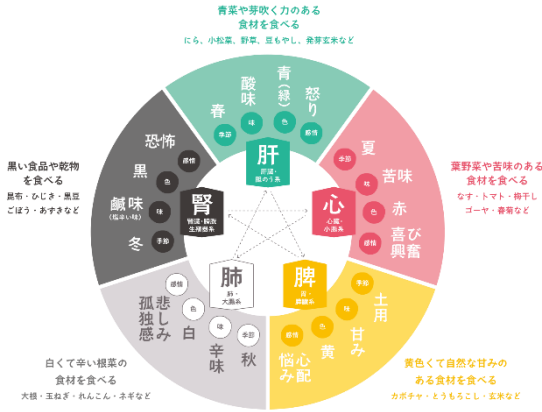 青菜や芽吹く力のある
食材を食べる
にら、小松菜、野草、豆もやし、発芽玄米など
春
季節
酸味
味
青(緑)
色
怒り
感情
肝
肝臓・
胆のう系
夏
季節
苦味
味
赤
色
喜び
興奮
感情
心
心臓・
小腸系
葉野菜や苦味のある
食材を食べる
なす・トマト・梅干し
ゴーヤ・春菊など
土用
季節
甘み
味
黄
色
心配
悩み
感情
脾
胃・
膵臓系
黄色くて自然な甘みの
ある食材を食べる
カボチャ・とうもろこし・玄米など
秋
季節
辛味
味
白
色
悲しみ
孤独感
感情
肺
肺・
大腸系
白くて辛い根菜の
食材を食べる
大根・玉ねぎ・れんこん・ネギなど
冬
季節
鹹味
(塩辛い味)
味
黒
色
恐怖
感情
腎
腎臓・膀胱
生殖器系
黒い食品や乾物
を食べる
昆布・ひじき・黒豆
ごぼう・あずきなど